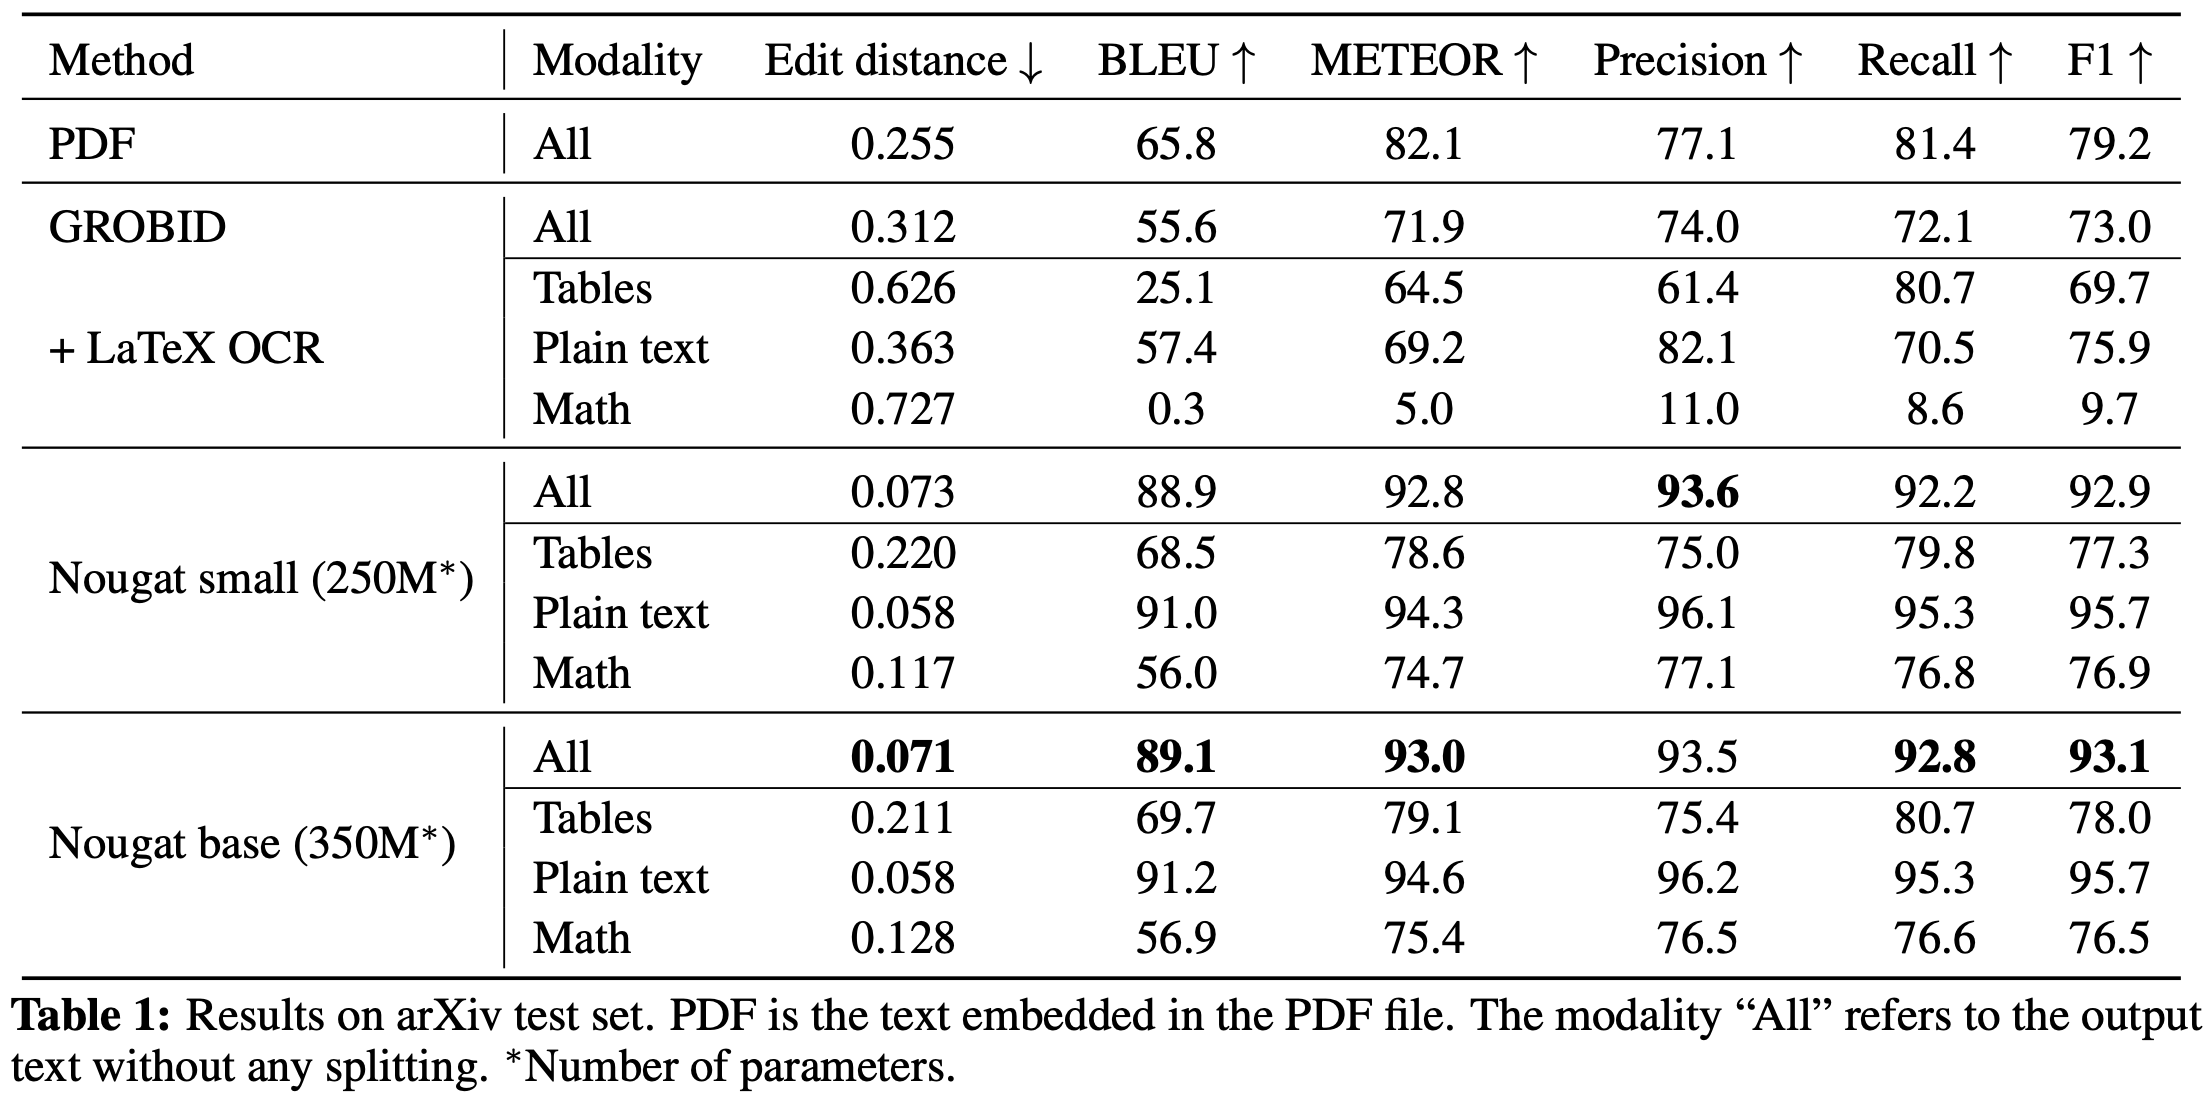 Method Modality Edit distance ↓ BLEU ↑ METEOR ↑ Precision ↑ Recall ↑ F1 ↑
PDF All 0.255 65.8 82.1 77.1 81.4 79.2
GROBID All 0.312 55.6 71.9 74.0 72.1 73.0
Tables 0.626 25.1 64.5 61.4 80.7 69.7
+ LaTeX OCR Plain text 0.363 57.4 69.2 82.1 70.5 75.9
Math 0.727 0.3 5.0 11.0 8.6 9.7
All 0.073 88.9 92.8 93.6 92.2 92.9
Tables 0.220 68.5 78.6 75.0 79.8 77.3
Nougat small (250M*)
Plain text 0.058 91.0 94.3 96.1 95.3 95.7
Math 0.117 56.0 74.7 77.1 76.8 76.9
All 0.071 89.1 93.0 93.5 92.8 93.1
Tables 0.211 69.7 79.1 75.4 80.7 78.0
Nougat base (350M*)
Plain text 0.058 91.2 94.6 96.2 95.3 95.7
Math 0.128 56.9 75.4 76.5 76.6 76.5
Table 1: Results on arXiv test set. PDF is the text embedded in the PDF file. The modality “All” refers to the output
text without any splitting. *Number of parameters.